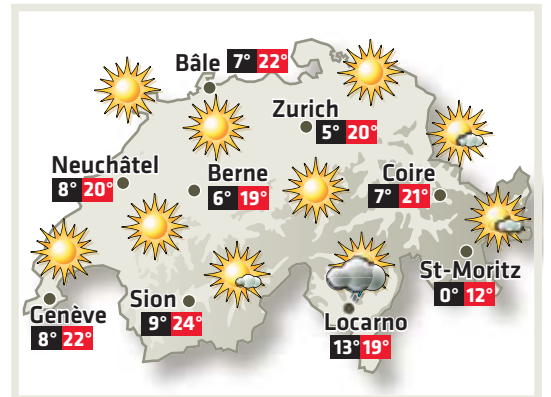 Bâle 7° 22°
Zurich
5° 20°
Neuchâtel
8° 20°
Berne
6° 19°
Coire
7° 21°
St-Moritz
0° 12°
Sion
9° 24°
Genève
8° 22°
Locarno
13° 19°